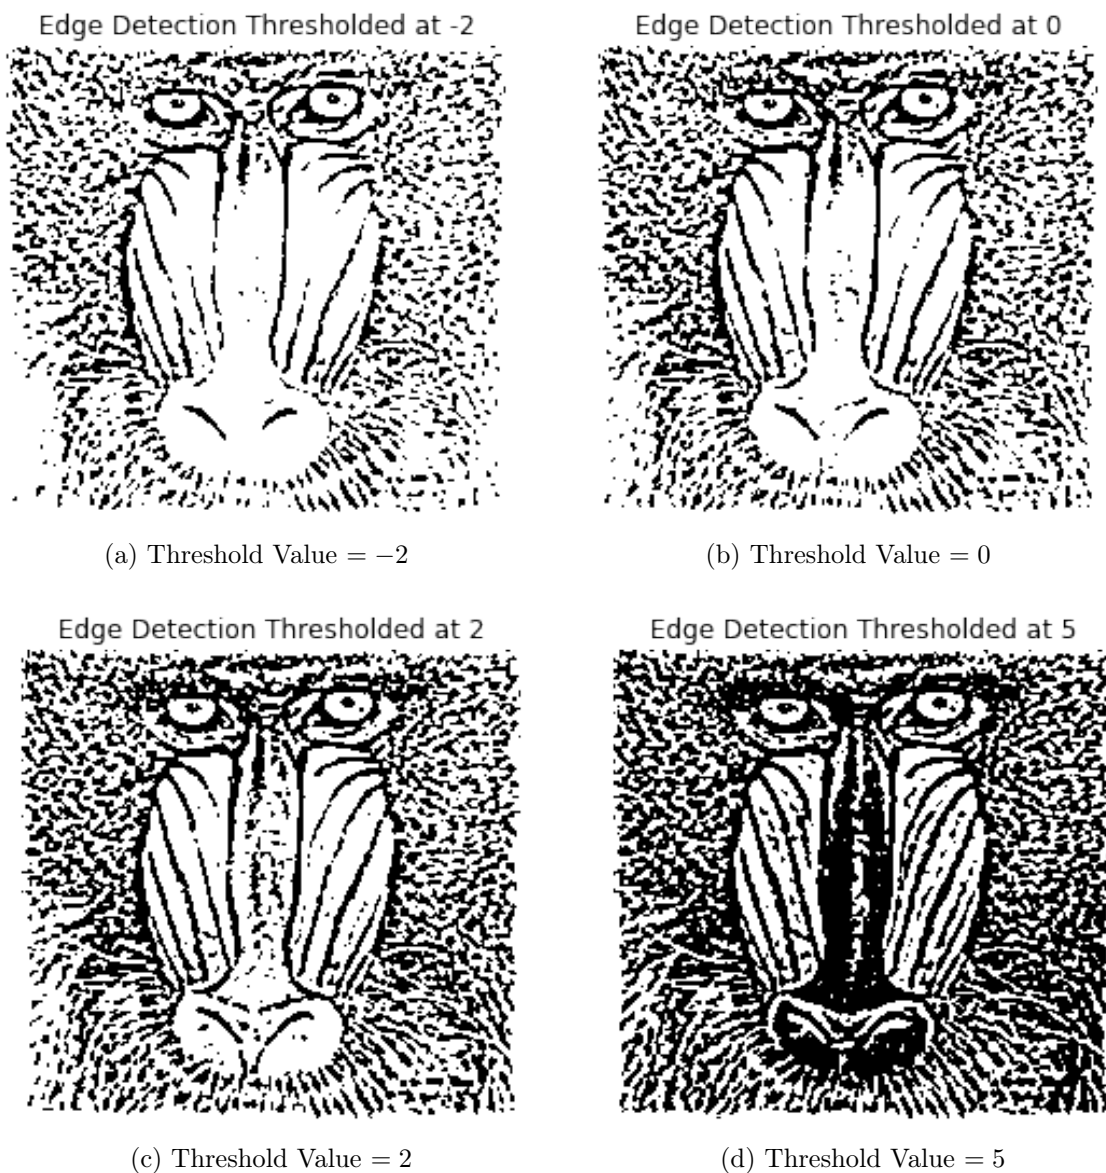 Edge Detection Thresholded at -2
Edge Detection Thresholded at 0
(a) Threshold Value = −2
(b) Threshold Value = 0
Edge Detection Thresholded at 2
Edge Detection Thresholded at 5
(c) Threshold Value = 2
(d) Threshold Value = 5